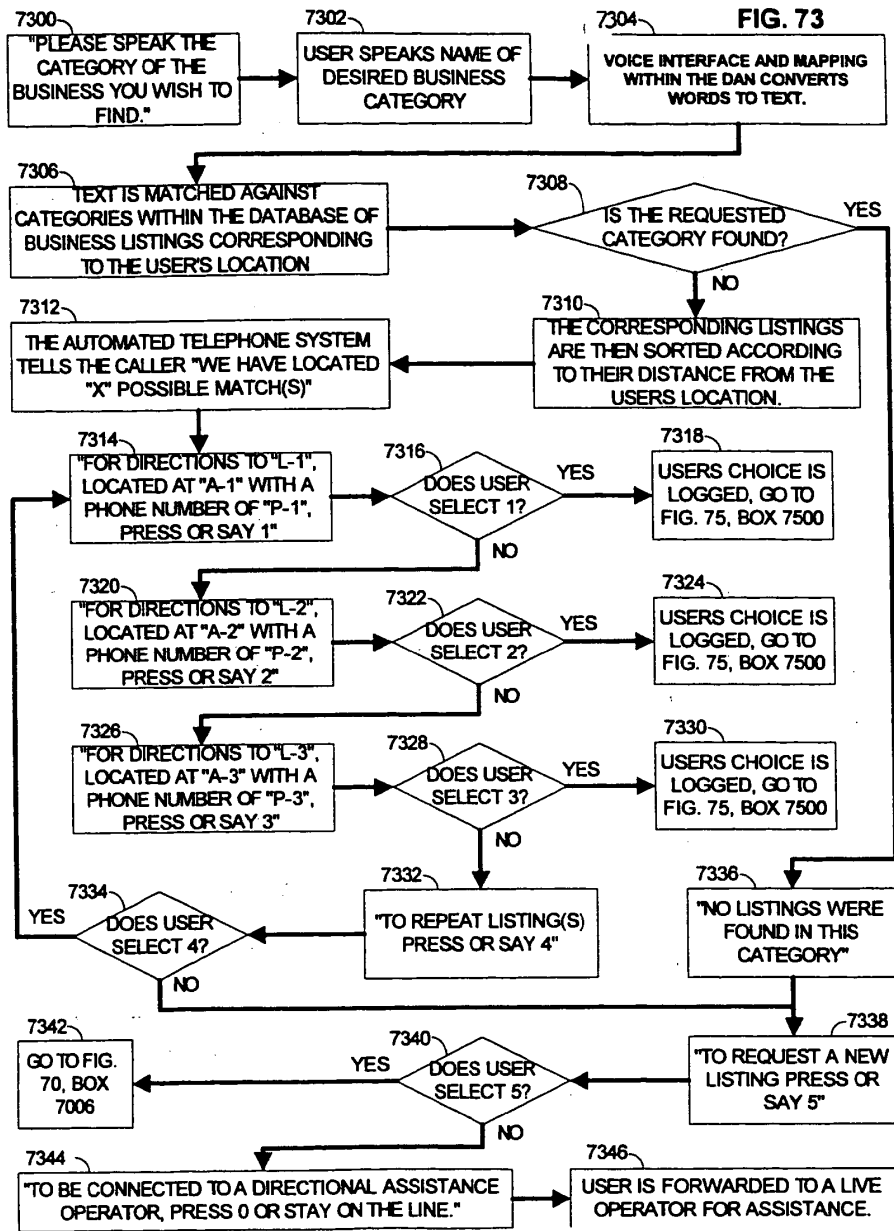 FIG. 73
7300
"PLEASE SPEAK THE
CATEGORY OF THE
BUSINESS YOU WISH TO
FIND."
7302
USER SPEAKS NAME OF
DESIRED BUSINESS
CATEGORY
7304
VOICE INTERFACE AND MAPPING
WITHIN THE DAN CONVERTS
WORDS TO TEXT.
7306
TEXT IS MATCHED AGAINST
CATEGORIES WITHIN THE DATABASE OF
BUSINESS LISTINGS CORRESPONDING
TO THE USER'S LOCATION
7308
IS THE REQUESTED
CATEGORY FOUND?
YES
NO
7310
THE CORRESPONDING LISTINGS
ARE THEN SORTED ACCORDING
TO THEIR DISTANCE FROM THE
USERS LOCATION.
7312
THE AUTOMATED TELEPHONE SYSTEM
TELLS THE CALLER "WE HAVE LOCATED
"X" POSSIBLE MATCH(S)"
7314
"FOR DIRECTIONS TO "L-1",
LOCATED AT "A-1" WITH A
PHONE NUMBER OF "P-1",
PRESS OR SAY 1"
7316
DOES USER
SELECT 1?
YES
NO
7318
USERS CHOICE IS
LOGGED, GO TO
FIG. 75, BOX 7500
7320
"FOR DIRECTIONS TO "L-2",
LOCATED AT "A-2" WITH A
PHONE NUMBER OF "P-2",
PRESS OR SAY 2"
7322
DOES USER
SELECT 2?
YES
NO
7324
USERS CHOICE IS
LOGGED, GO TO
FIG. 75, BOX 7500
7326
"FOR DIRECTIONS TO "L-3",
LOCATED AT "A-3" WITH A
PHONE NUMBER OF "P-3",
PRESS OR SAY 3"
7328
DOES USER
SELECT 3?
YES
NO
7330
USERS CHOICE IS
LOGGED, GO TO
FIG. 75, BOX 7500
7332
"TO REPEAT LISTING(S)
PRESS OR SAY 4"
7334
DOES USER
SELECT 4?
YES
NO
7336
"NO LISTINGS WERE
FOUND IN THIS
CATEGORY"
7338
"TO REQUEST A NEW
LISTING PRESS OR
SAY 5"
7340
DOES USER
SELECT 5?
YES
NO
7342
GO TO FIG.
70, BOX
7006
7344
"TO BE CONNECTED TO A DIRECTIONAL ASSISTANCE
OPERATOR, PRESS 0 OR STAY ON THE LINE."
7346
USER IS FORWARDED TO A LIVE
OPERATOR FOR ASSISTANCE.